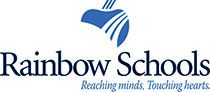 Rainbow Schools
Reaching minds, Touching hearts.